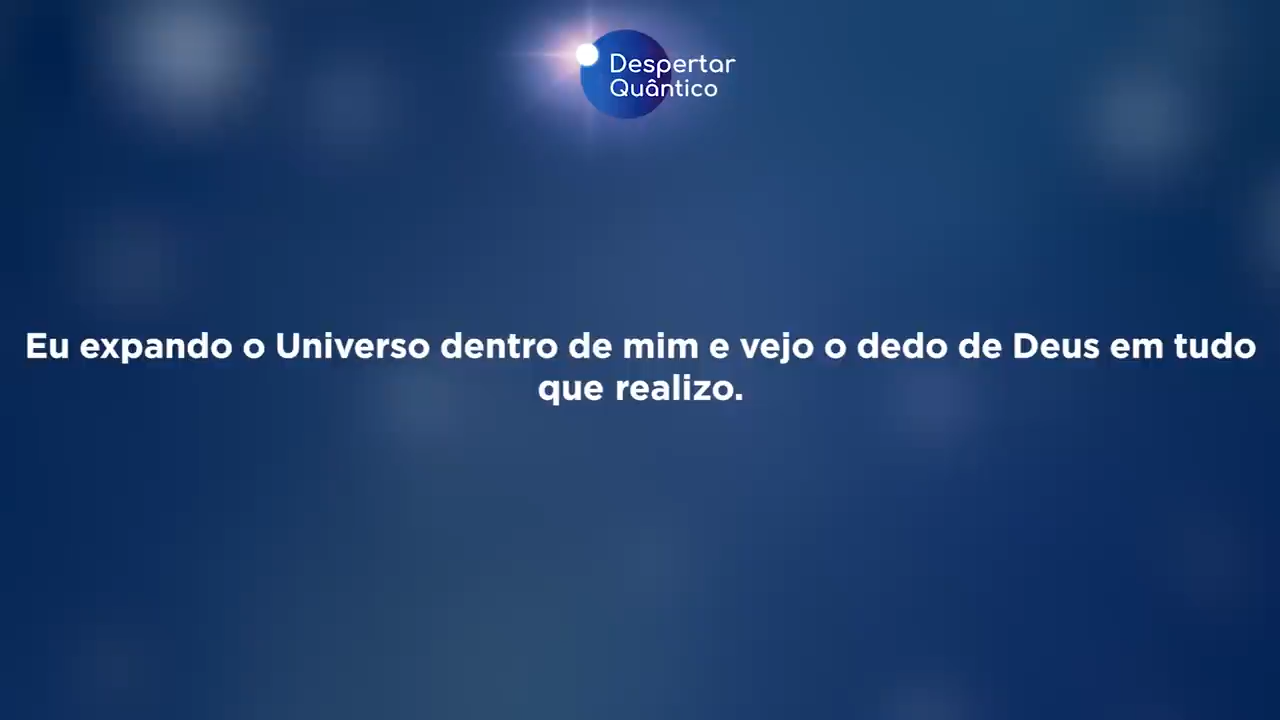 Despertar
Quântico
Eu expando o Universo dentro de mim e vejo o dedo de Deus em tudo
que realizo.